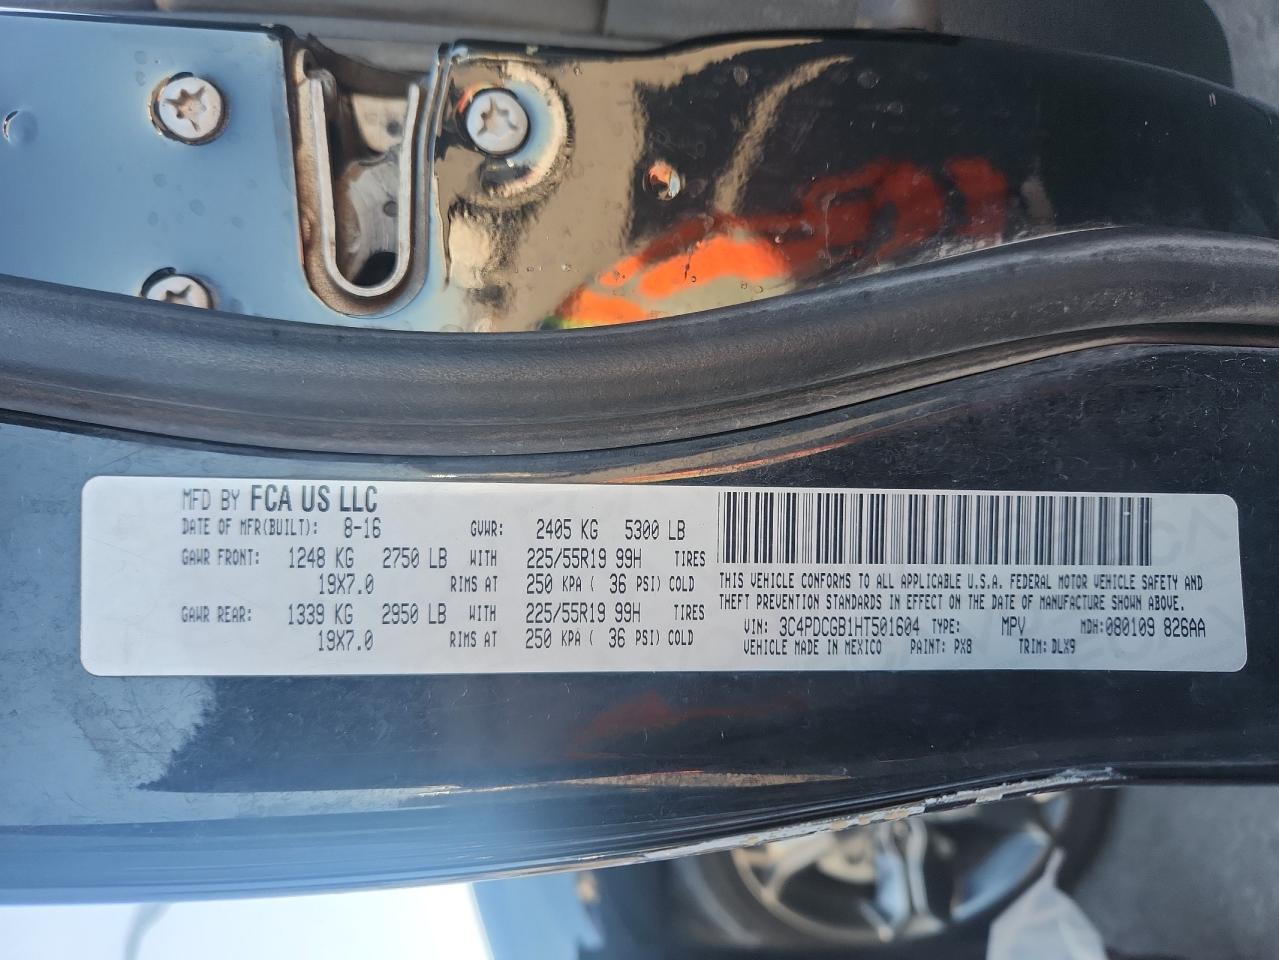 MFD BY FCA US LLC
DATE OF MFR(BUILT): 8-16 GVWR: 2405 KG 5300 LB
GAWR FRONT: 1248 KG 2750 LB WITH 225/55R19 99H TIRES
19X7.0 RIMS AT 250 KPA ( 36 PSI) COLD
GAWR REAR: 1339 KG 2950 LB WITH 225/55R19 99H TIRES
19X7.0 RIMS AT 250 KPA ( 36 PSI) COLD
THIS VEHICLE CONFORMS TO ALL APPLICABLE U.S.A. FEDERAL MOTOR VEHICLE SAFETY AND
THEFT PREVENTION STANDARDS IN EFFECT ON THE DATE OF MANUFACTURE SHOWN ABOVE.
VIN: 3C4PDCGB1HT501604 TYPE: MPV MDH:080109 826AA
VEHICLE MADE IN MEXICO PAINT: PX8 TRIM: DLX9